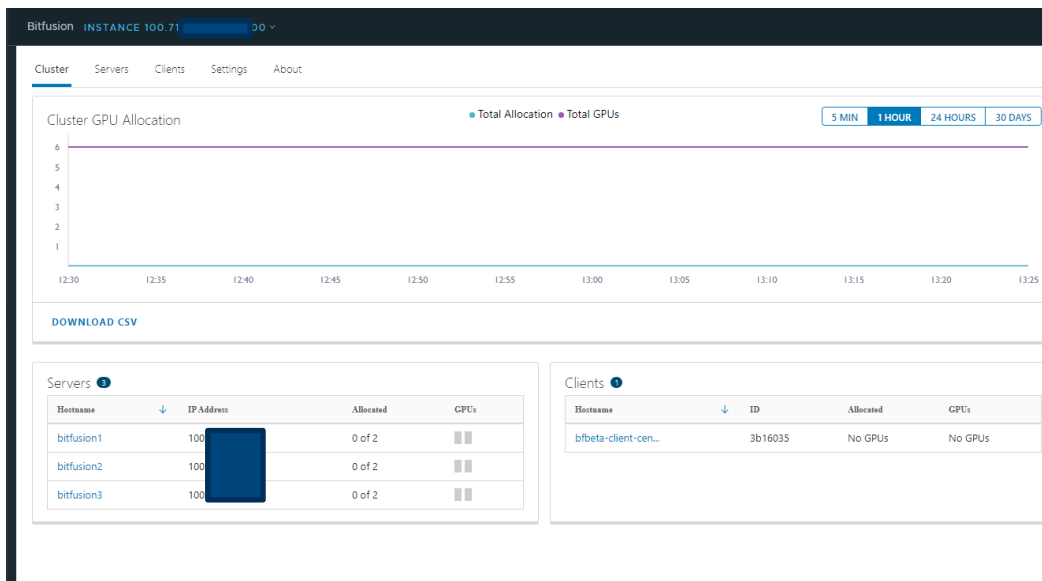 Bitfusion INSTANCE 100.71 00
Cluster Servers Clients Settings About
Cluster GPU Allocation
Total Allocation Total GPUs
5 MIN 1 HOUR 24 HOURS 30 DAYS
6
5
4
3
2
1
12:30 12:35 12:40 12:45 12:50 12:55 13:00 13:05 13:10 13:15 13:20 13:25
DOWNLOAD CSV
Servers 3
Hostname IP Address Allocated GPUs
bitfusion1 100 0 of 2
bitfusion2 100 0 of 2
bitfusion3 100 0 of 2
Clients 1
Hostname ID Allocated GPUs
bfbeta-client-cen... 3b16035 No GPUs No GPUs